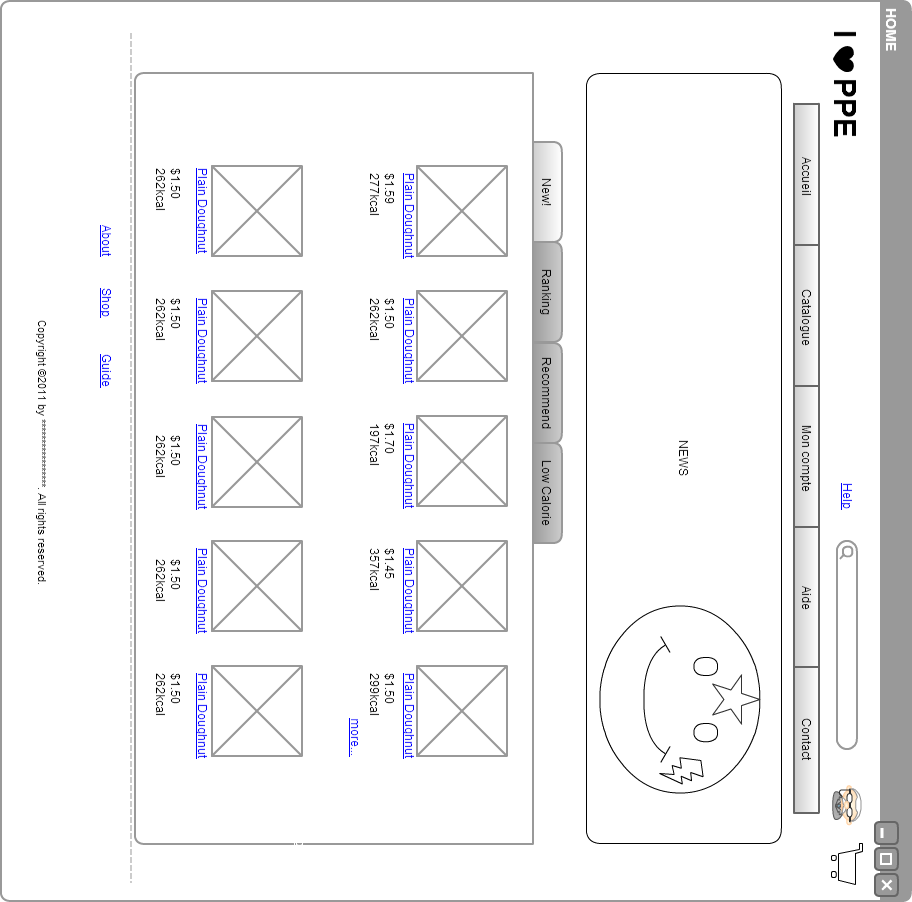 HOME
I ♥ PPE
Help
Accueil
Catalogue
Mon compte
Aide
Contact
NEWS
New!
Ranking
Recommend
Low Calorie
Plain Doughnut
$1.59
277kcal
Plain Doughnut
$1.50
262kcal
Plain Doughnut
$1.70
197kcal
Plain Doughnut
$1.45
357kcal
Plain Doughnut
$1.50
299kcal
more...
Plain Doughnut
$1.50
262kcal
Plain Doughnut
$1.50
262kcal
Plain Doughnut
$1.50
262kcal
Plain Doughnut
$1.50
262kcal
Plain Doughnut
$1.50
262kcal
About
Shop
Guide
Copyright ©2011 by ******************. All rights reserved.